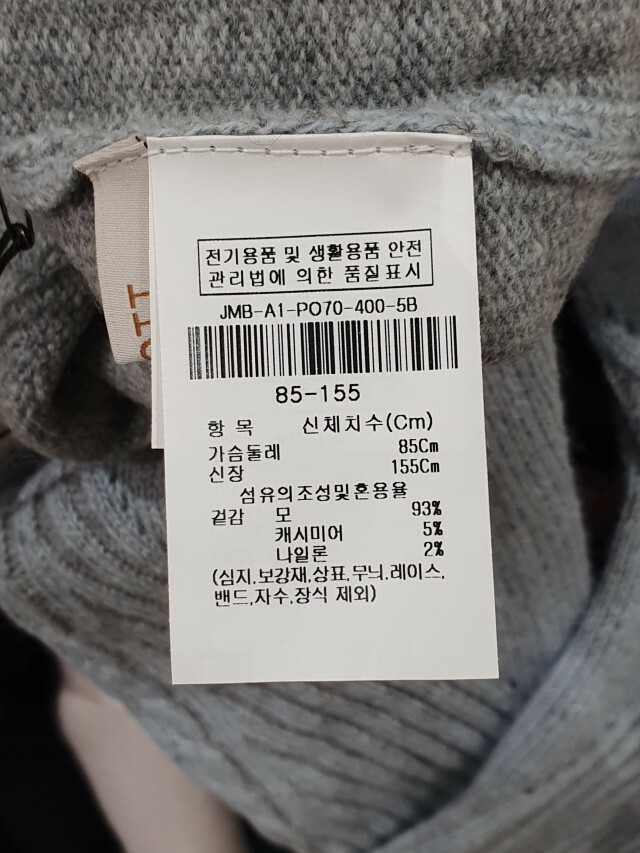 전기용품 및 생활용품 안전
관리법에 의한 품질표시
JMB-A1-PO70-400-5B
85-155
항 목 신체치수(Cm)
가슴둘레 85Cm
신장 155Cm
섬유의조성및혼용율
겉감 모 93%
캐시미어 5%
나일론 2%
(심지,보강재,상표,무늬,레이스,
밴드,자수,장식 제외)